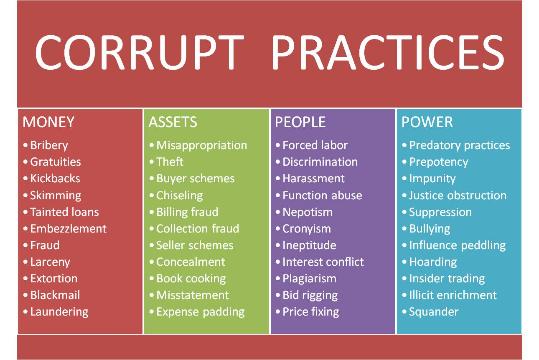 CORRUPT PRACTICES
MONEY
• Bribery
• Gratuities
• Kickbacks
• Skimming
• Tainted loans
• Embezzlement
• Fraud
• Larceny
• Extortion
• Blackmail
• Laundering
ASSETS
• Misappropriation
• Theft
• Buyer schemes
• Chiseling
• Billing fraud
• Collection fraud
• Seller schemes
• Concealment
• Book cooking
• Misstatement
• Expense padding
PEOPLE
• Forced labor
• Discrimination
• Harassment
• Function abuse
• Nepotism
• Cronyism
• Ineptitude
• Interest conflict
• Plagiarism
• Bid rigging
• Price fixing
POWER
• Predatory practices
• Prepotency
• Impunity
• Justice obstruction
• Suppression
• Bullying
• Influence peddling
• Hoarding
• Insider trading
• Illicit enrichment
• Squander